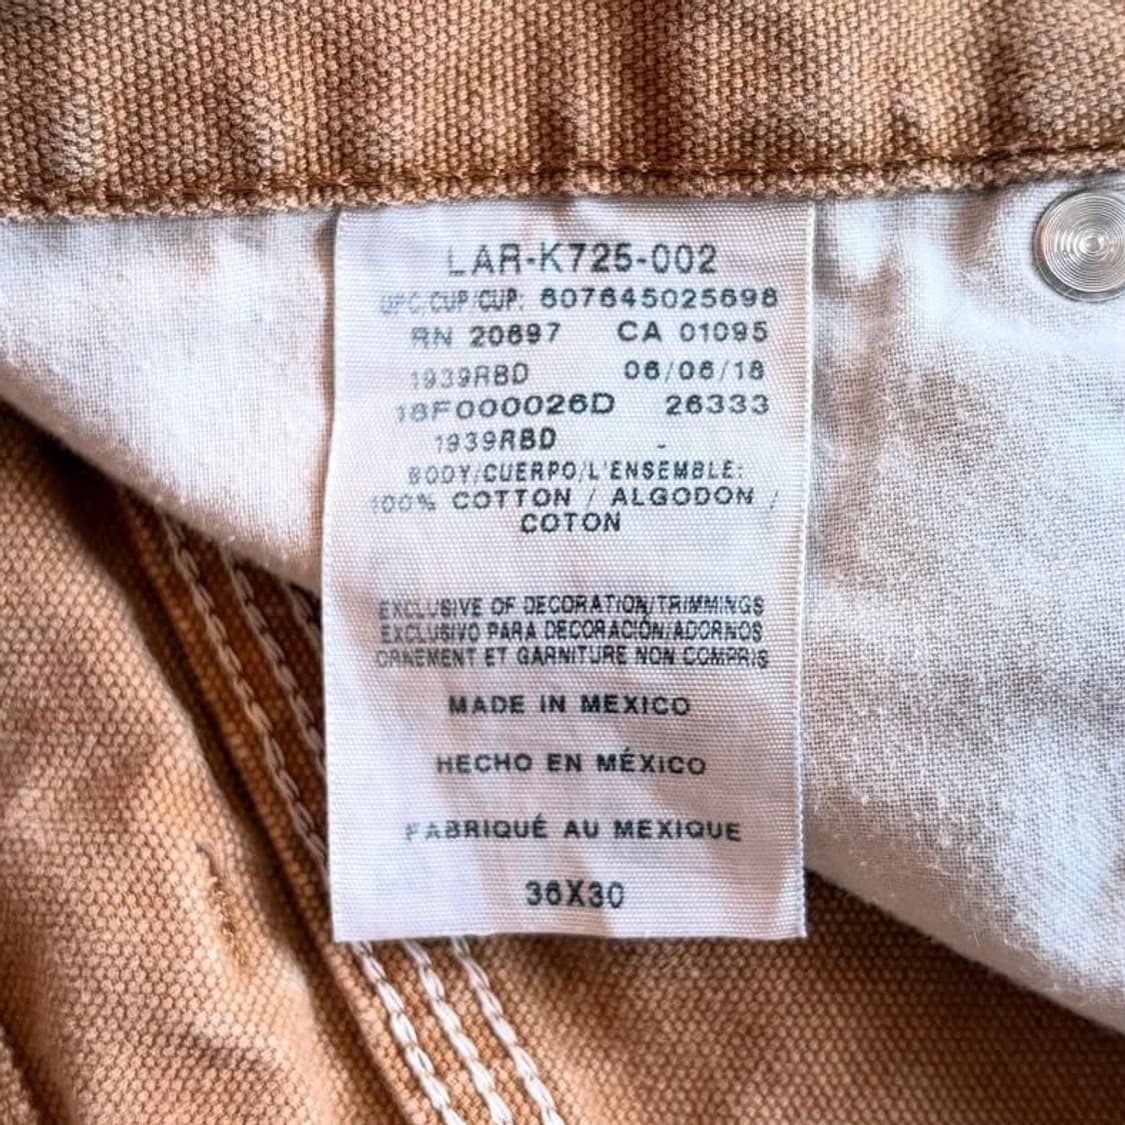 LAR-K725-002
UPC/CUP/CUP: 607645025698
RN 20697 CA 01095
1939RBD 06/06/18
18F000026D 26333
1939RBD -
BODY/CUERPO/L'ENSEMBLE:
100% COTTON / ALGODON /
COTON
EXCLUSIVE OF DECORATION/TRIMMINGS
EXCLUSIVO PARA DECORACIÓN/ADORNOS
ORNEMENT ET GARNITURE NON COMPRIS
MADE IN MEXICO
HECHO EN MÉXICO
FABRIQUÉ AU MEXIQUE
36X30